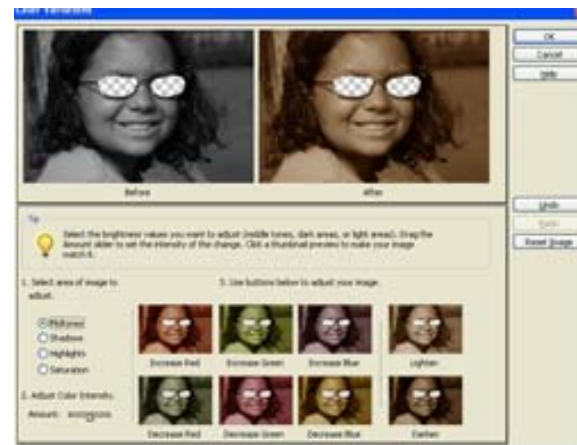 Color Variations
OK
Cancel
Help
Before
After
Tip
Select the brightness values you want to adjust (middle tones, dark areas, or light areas). Drag the
Amount slider to set the intensity of the change. Click a thumbnail preview to make your image
match it.
Undo
Reset Image
1. Select area of image to
adjust.
Midtones
Shadows
Highlights
Saturation
2. Adjust Color Intensity.
Amount:
3. Use buttons below to adjust your image.
Increase Red
Increase Green
Increase Blue
Lighten
Decrease Red
Decrease Green
Decrease Blue
Darken